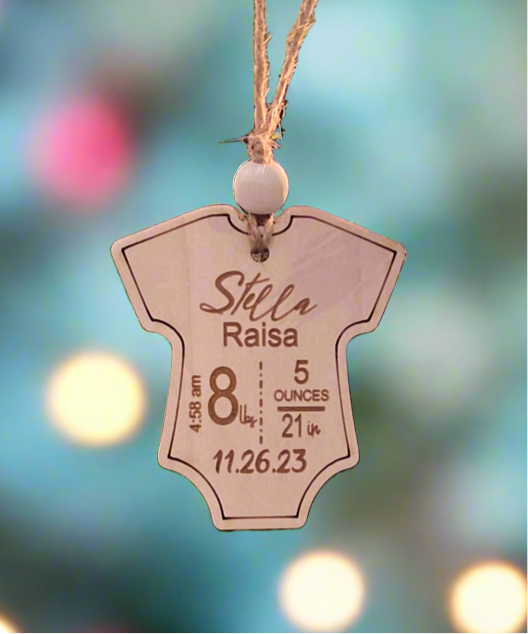 Stella
Raisa
4:58 am
8 lbs
5
OUNCES
21 in
11.26.23